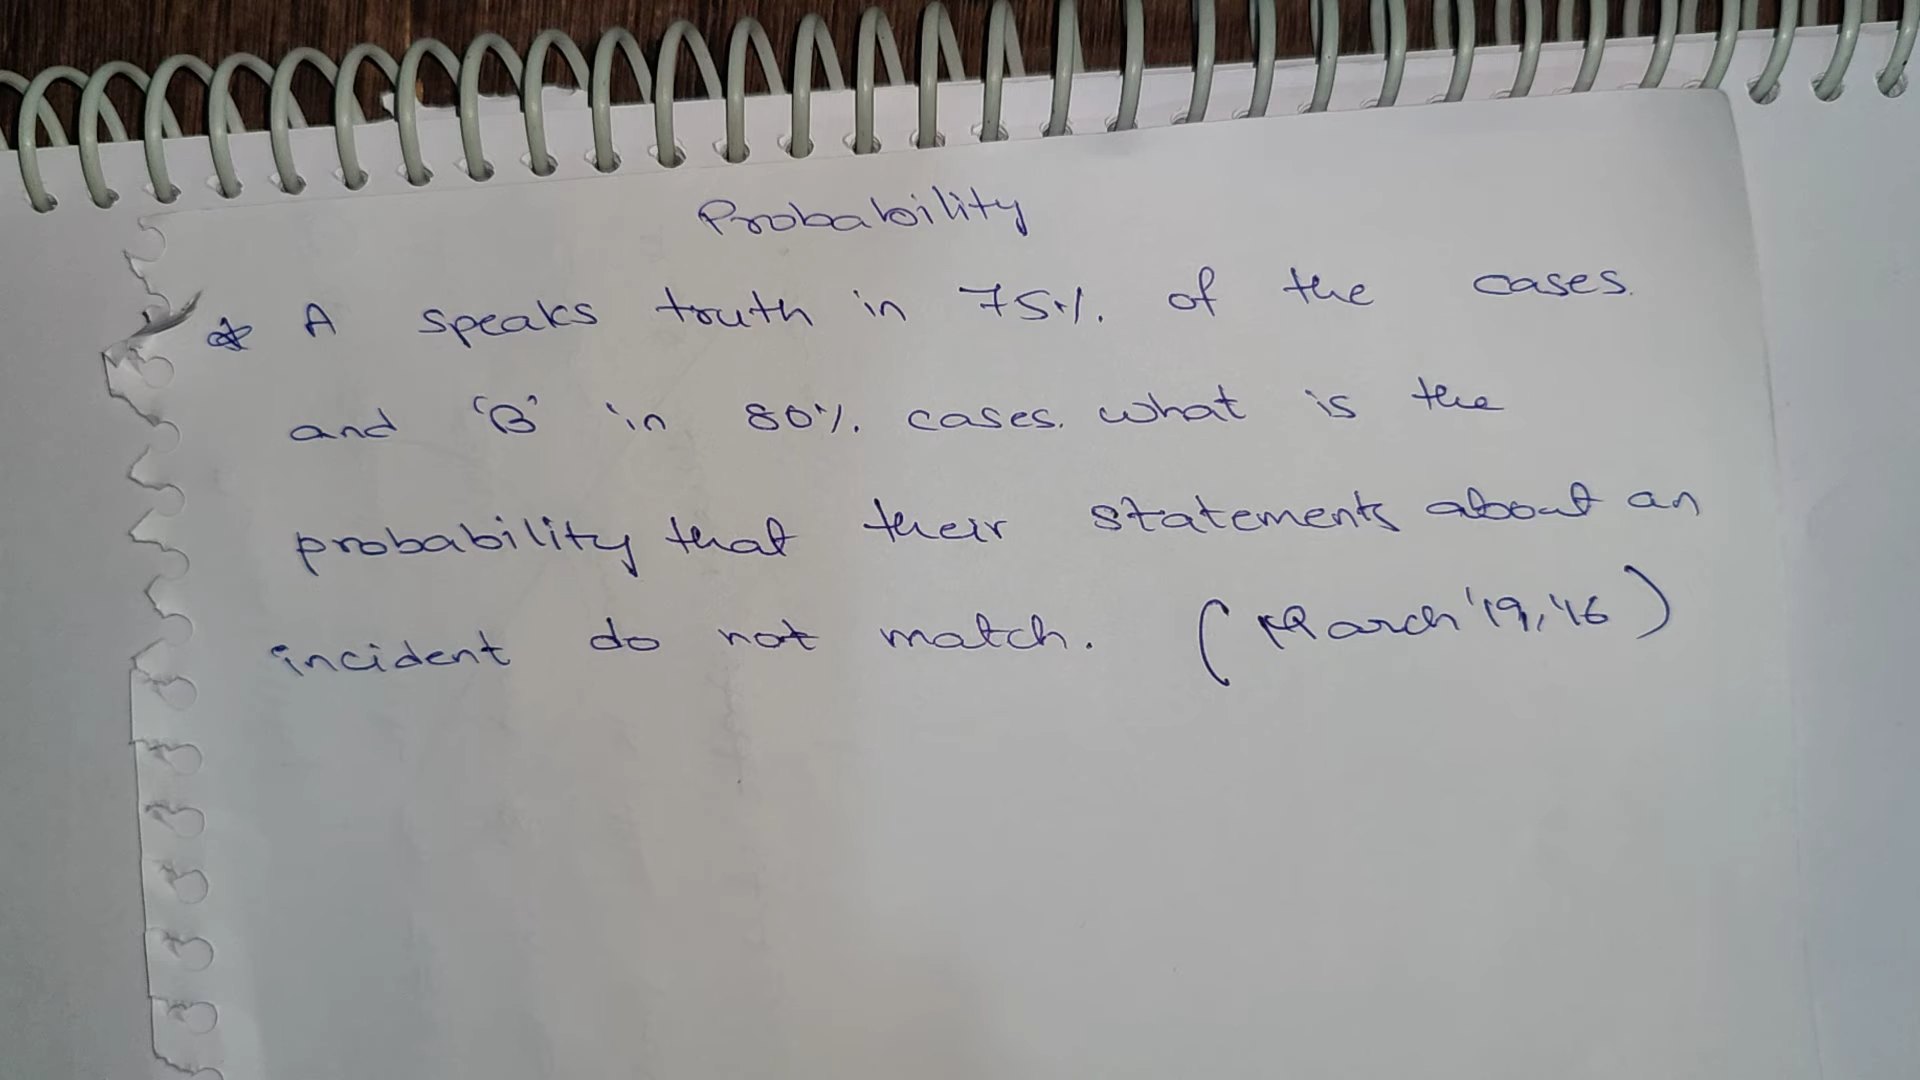 Probability
* A speaks truth in 75%. of the cases.
and 'B' in 80%. cases. what is the
probability that their statements about an
incident do not match. (March '19, '16)